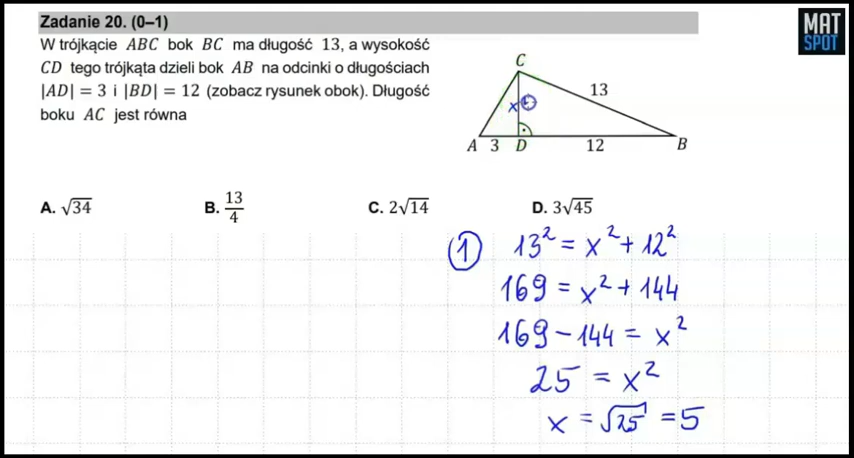 MAT
SPOT
Zadanie 20. (0–1)
W trójkącie ABC bok BC ma długość 13, a wysokość
CD tego trójkąta dzieli bok AB na odcinki o długościach
|AD| = 3 i |BD| = 12 (zobacz rysunek obok). Długość
boku AC jest równa
C
13
x
A 3 D 12 B
A. √34 B. 13/4 C. 2√14 D. 3√45
1 13² = x² + 12²
169 = x² + 144
169 – 144 = x²
25 = x²
x = √25 = 5